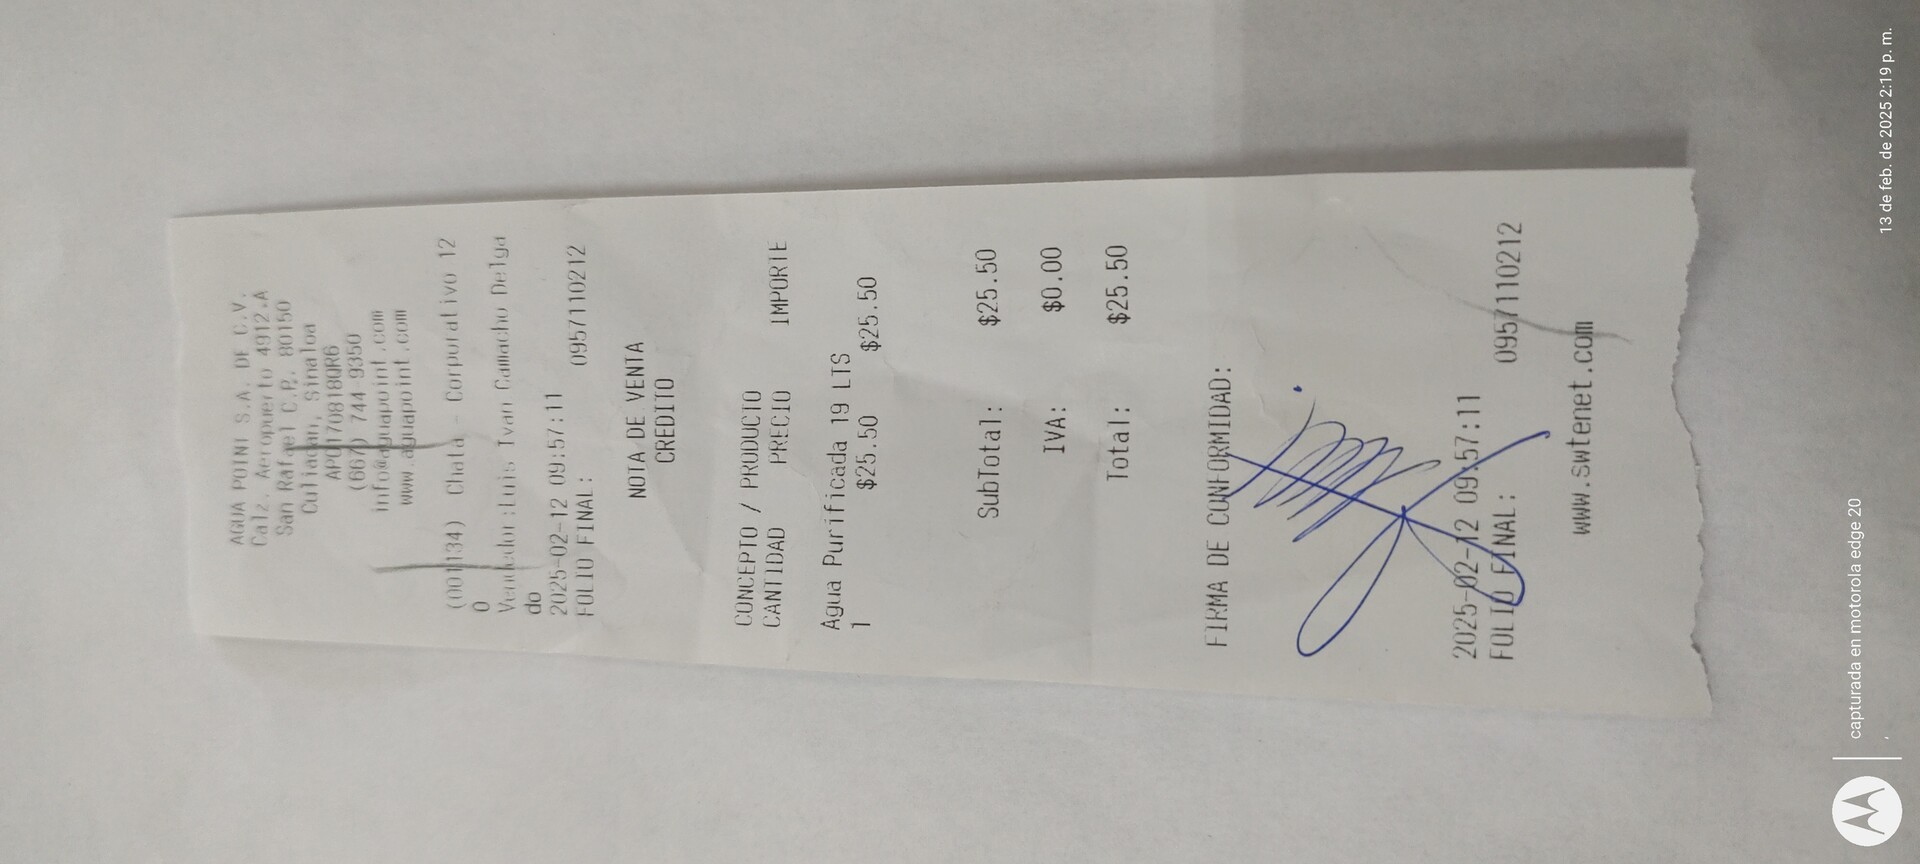 AGUA POINT S.A. DE C.V.
Calz. Aeropuerto 4912.A
San Rafael C.P. 80150
Culiacan, Sinaloa
APO170818QR6
(667) 744-9350
info@aguapoint.com
www.aguapoint.com
(001134) Chata - Corporativo 12
0
Vendedor:Luis Ivan Camacho Delga
do
2025-02-12 09:57:11
FOLIO FINAL: 0957110212
NOTA DE VENTA
CREDITO
CONCEPTO / PRODUCTO
CANTIDAD PRECIO IMPORTE
Agua Purificada 19 LTS
1 $25.50 $25.50
SubTotal: $25.50
IVA: $0.00
Total: $25.50
FIRMA DE CONFORMIDAD:
2025-02-12 09:57:11
FOLIO FINAL: 0957110212
www.swtenet.com
capturada en motorola edge 20
13 de feb. de 2025 2:19 p. m.